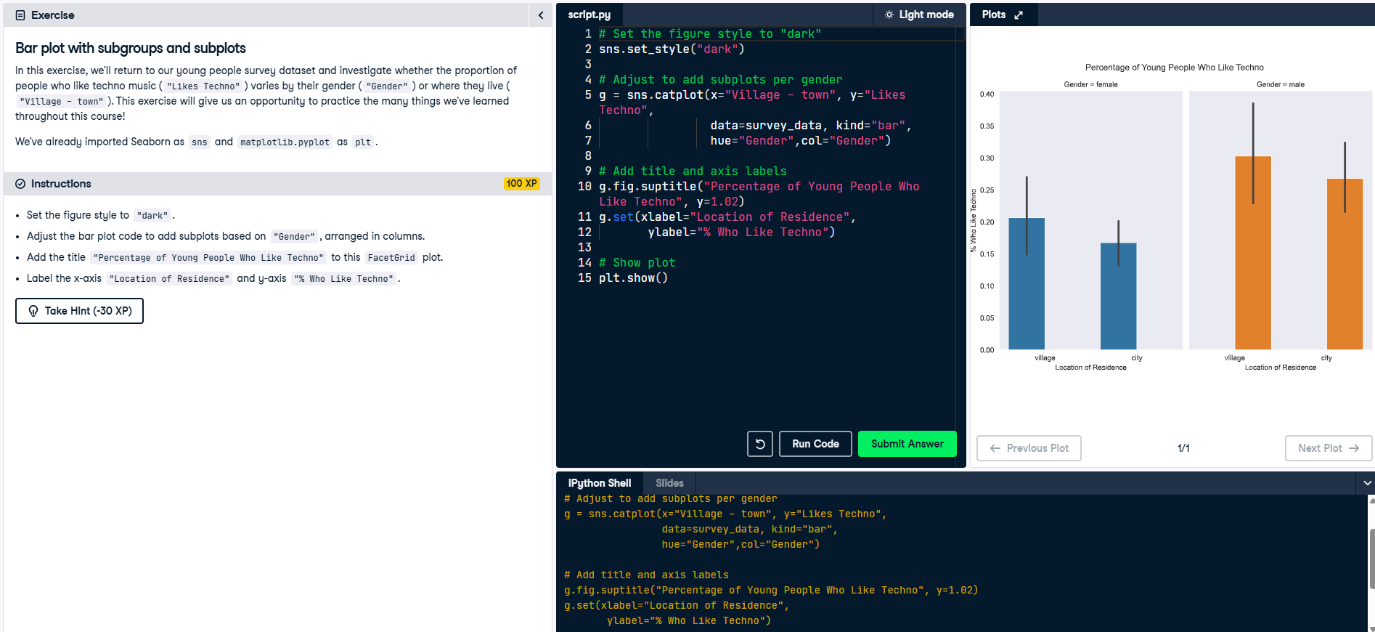 Exercise
Bar plot with subgroups and subplots
In this exercise, we'll return to our young people survey dataset and investigate whether the proportion of
people who like techno music ( "Likes Techno" ) varies by their gender ( "Gender" ) or where they live (
"Village - town" ). This exercise will give us an opportunity to practice the many things we've learned
throughout this course!
We've already imported Seaborn as sns and matplotlib.pyplot as plt .
Instructions
100 XP
Set the figure style to "dark" .
Adjust the bar plot code to add subplots based on "Gender" , arranged in columns.
Add the title "Percentage of Young People Who Like Techno" to this FacetGrid plot.
Label the x-axis "Location of Residence" and y-axis "% Who Like Techno" .
Take Hint (-30 XP)
script.py
Light mode
1 # Set the figure style to "dark"
2 sns.set_style("dark")
3
4 # Adjust to add subplots per gender
5 g = sns.catplot(x="Village - town", y="Likes
Techno",
6 data=survey_data, kind="bar",
7 hue="Gender",col="Gender")
8
9 # Add title and axis labels
10 g.fig.suptitle("Percentage of Young People Who
Like Techno", y=1.02)
11 g.set(xlabel="Location of Residence",
12 ylabel="% Who Like Techno")
13
14 # Show plot
15 plt.show()
Run Code
Submit Answer
Plots
Percentage of Young People Who Like Techno
Gender = female
Gender = male
0.40
0.35
0.30
0.25
0.20
0.15
0.10
0.05
0.00
% Who Like Techno
village
city
village
city
Location of Residence
Location of Residence
Previous Plot
1/1
Next Plot
IPython Shell
Slides
# Adjust to add subplots per gender
g = sns.catplot(x="Village - town", y="Likes Techno",
data=survey_data, kind="bar",
hue="Gender",col="Gender")
# Add title and axis labels
g.fig.suptitle("Percentage of Young People Who Like Techno", y=1.02)
g.set(xlabel="Location of Residence",
ylabel="% Who Like Techno")